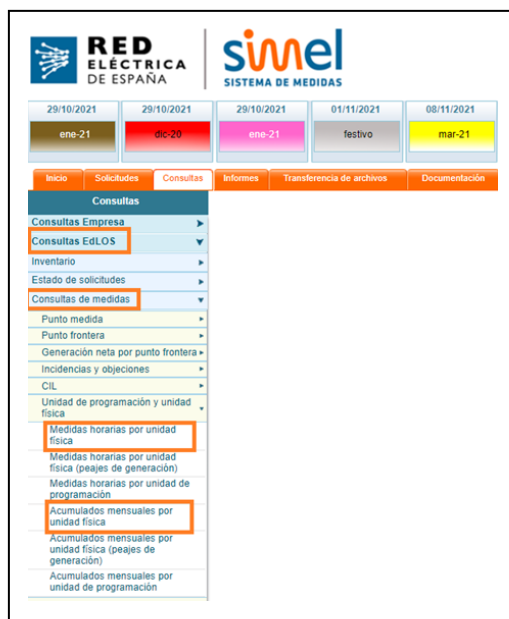 RED
ELÉCTRICA
DE ESPAÑA
simel
SISTEMA DE MEDIDAS
29/10/2021 29/10/2021 29/10/2021 01/11/2021 08/11/2021
ene-21 dic-20 ene-21 festivo mar-21
Inicio Solicitudes Consultas Informes Transferencia de archivos Documentación
Consultas
Consultas Empresa
Consultas EdLOS
Inventario
Estado de solicitudes
Consultas de medidas
Punto medida
Punto frontera
Generación neta por punto frontera
Incidencias y objeciones
CIL
Unidad de programación y unidad
física
Medidas horarias por unidad
física
Medidas horarias por unidad
física (peajes de generación)
Medidas horarias por unidad de
programación
Acumulados mensuales por
unidad física
Acumulados mensuales por
unidad física (peajes de
generación)
Acumulados mensuales por
unidad de programación